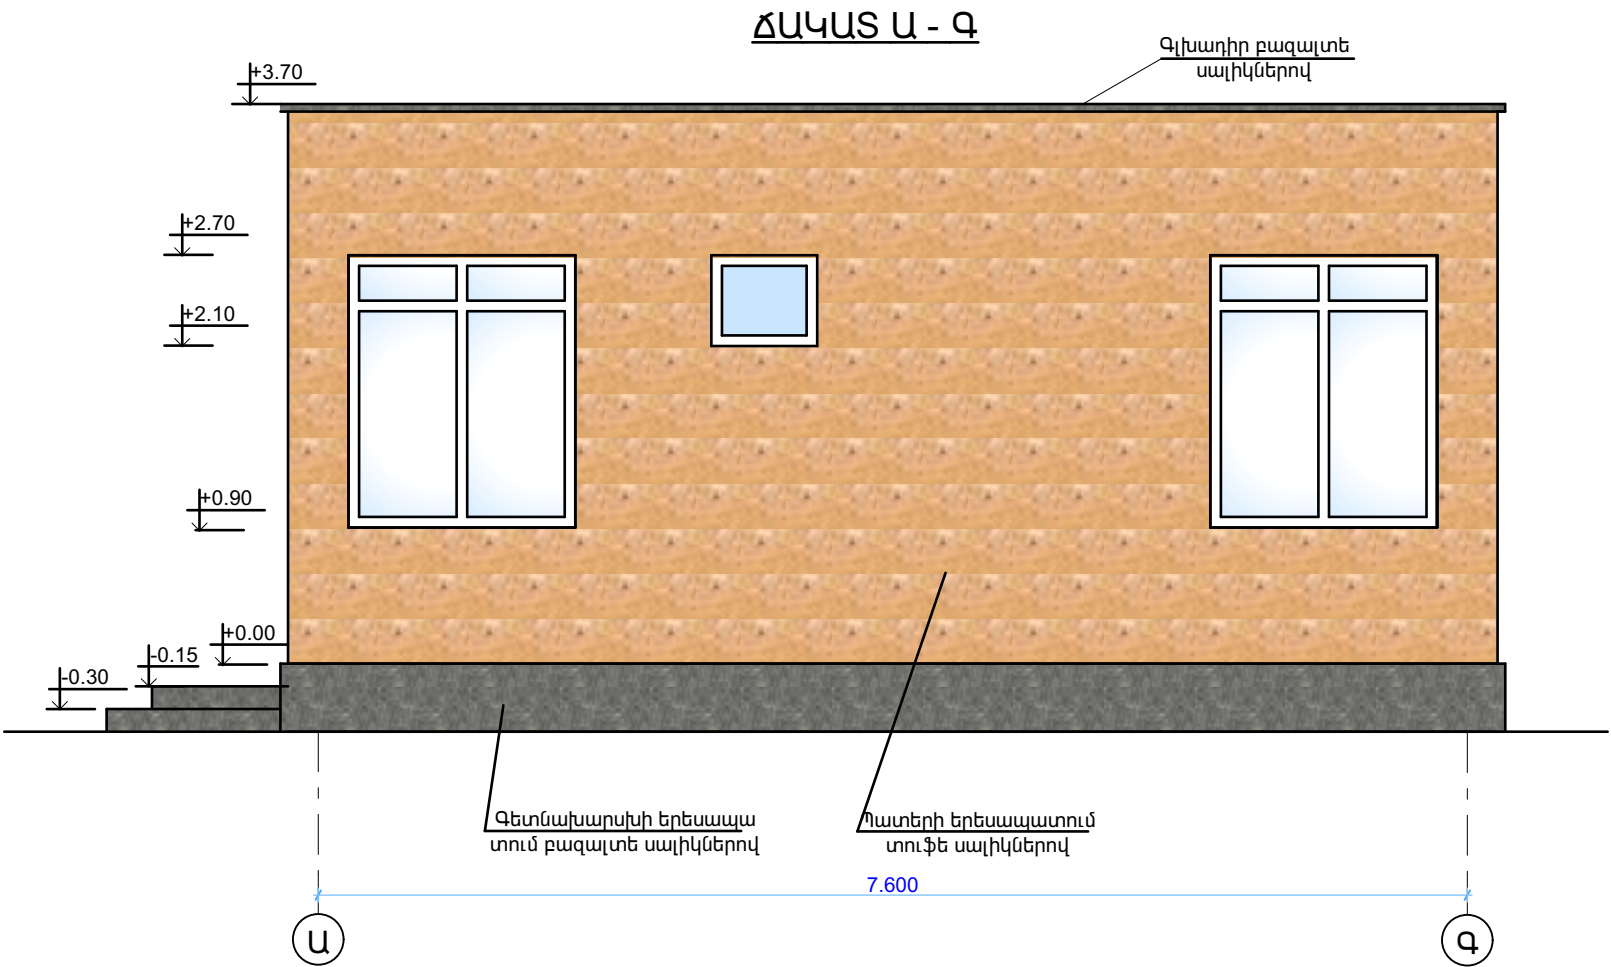 ՃԱԿԱՏ Ա - Գ
Գլխադիր բազալտե
սալիկներով
+3.70
+2.70
+2.10
+0.90
+0.00
-0.15
-0.30
Գետնախարսխի երեսապա
տում բազալտե սալիկներով
Պատերի երեսապատում
տուֆե սալիկներով
7.600
Ա
Գ